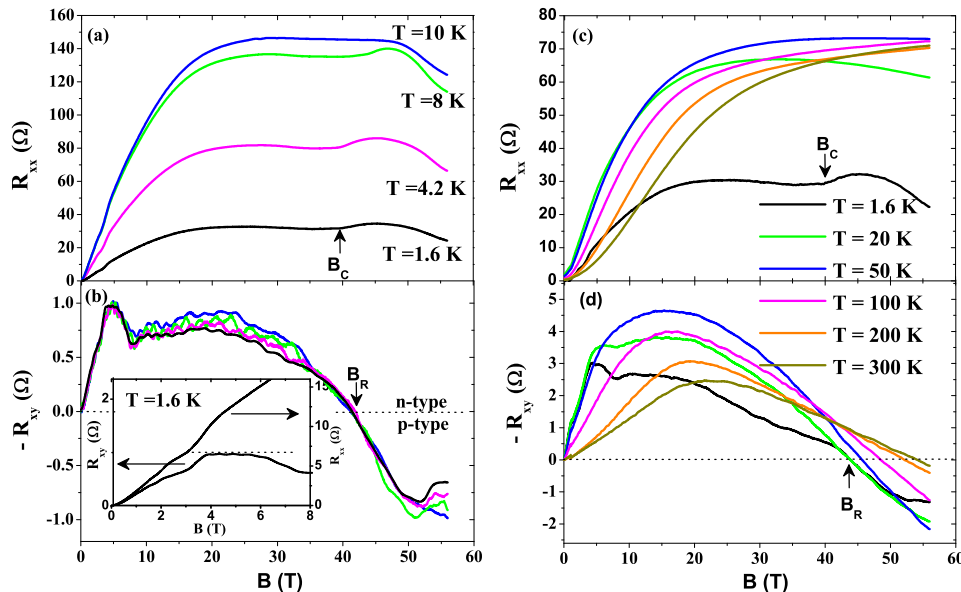 (a)
T =10 K
T =8 K
T =4.2 K
T =1.6 K
B_C
R_xx (Ω)
160
140
120
100
80
60
40
20
0
(b)
B_R
n-type
p-type
- R_xy (Ω)
1.0
0.5
0.0
-0.5
-1.0
T =1.6 K
R_xy (Ω)
2
1
0
R_xx (Ω)
15
10
5
0
0 2 4 6 8
B (T)
0 10 20 30 40 50 60
B (T)
(c)
B_C
R_xx (Ω)
80
70
60
50
40
30
20
10
0
T = 1.6 K
T = 20 K
T = 50 K
T = 100 K
T = 200 K
T = 300 K
(d)
B_R
- R_xy (Ω)
5
4
3
2
1
0
-1
-2
0 10 20 30 40 50 60
B (T)